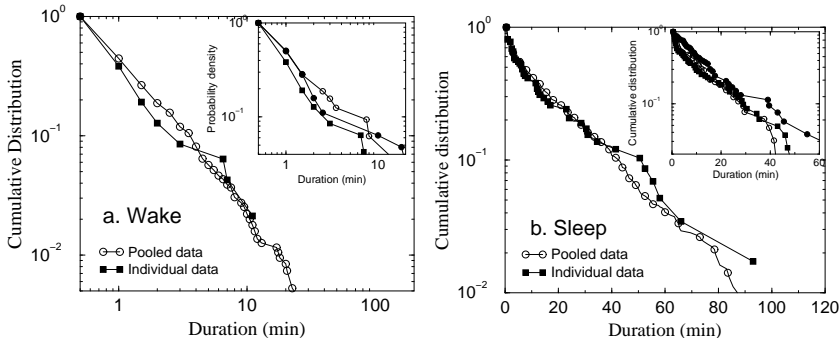 Cumulative Distribution
10^0
10^-1
10^-2
1
10
100
Duration (min)
a. Wake
Pooled data
Individual data
Probability density
10^0
10^-1
1
10
Duration (min)
Cumulative distribution
10^0
10^-1
10^-2
0
20
40
60
80
100
120
Duration (min)
b. Sleep
Pooled data
Individual data
Cumulative distribution
10^0
10^-1
0
10
20
30
40
60
Duration (min)